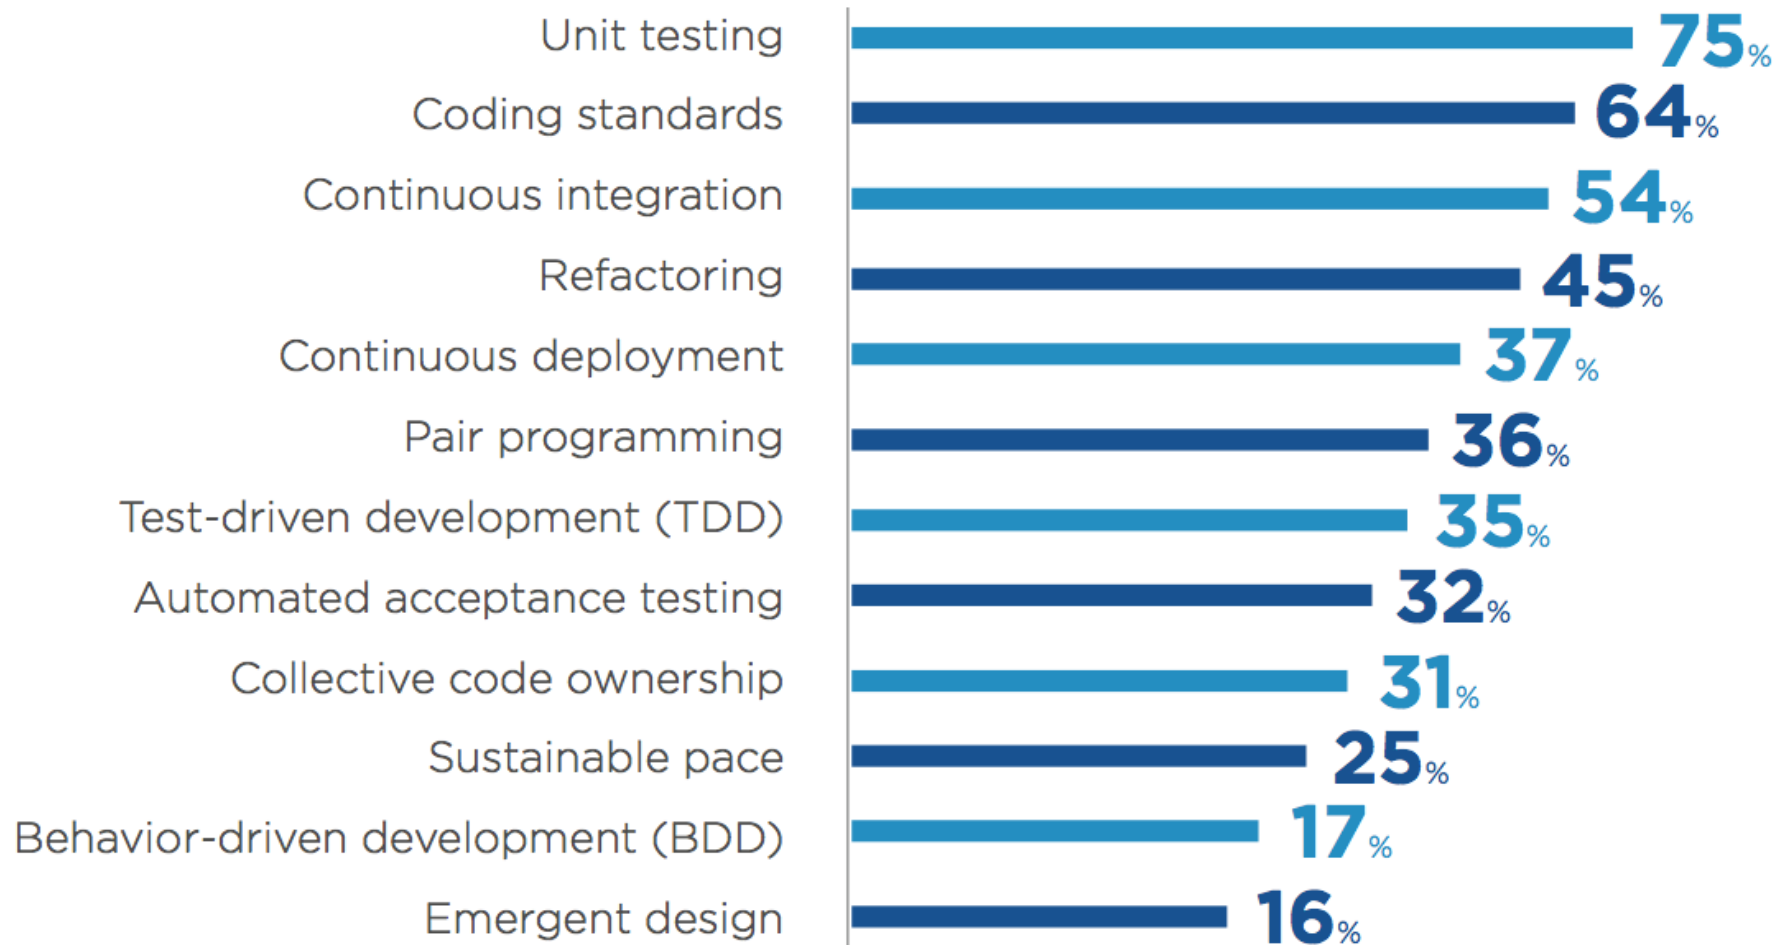 Unit testing 75%
Coding standards 64%
Continuous integration 54%
Refactoring 45%
Continuous deployment 37%
Pair programming 36%
Test-driven development (TDD) 35%
Automated acceptance testing 32%
Collective code ownership 31%
Sustainable pace 25%
Behavior-driven development (BDD) 17%
Emergent design 16%